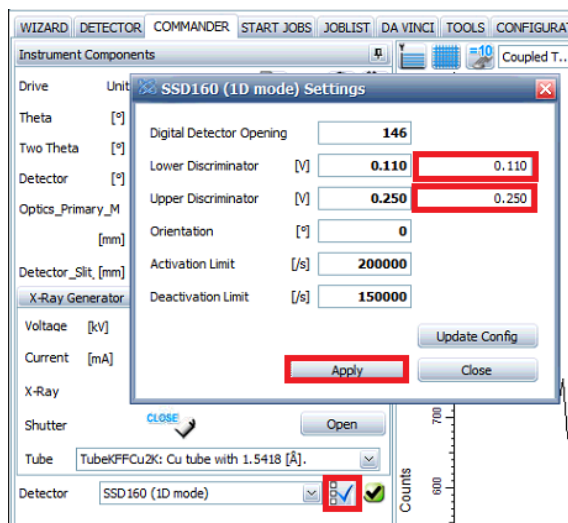 WIZARD DETECTOR COMMANDER START JOBS JOBLIST DA VINCI TOOLS CONFIGURA
Instrument Components
=10 Coupled T...
Drive Unit
SSD160 (1D mode) Settings
Theta [°]
Two Theta [°]
Detector [°]
Optics_Primary_M
[mm]
Detector_Slit_ [mm]
Digital Detector Opening 146
Lower Discriminator [V] 0.110 0.110
Upper Discriminator [V] 0.250 0.250
Orientation [°] 0
Activation Limit [/s] 200000
Deactivation Limit [/s] 150000
Update Config
Apply Close
X-Ray Generator
Voltage [kV]
Current [mA]
X-Ray
Shutter CLOSE Open
Tube TubeKFFCu2K: Cu tube with 1.5418 [Å].
Detector SSD160 (1D mode)
700
600
Counts